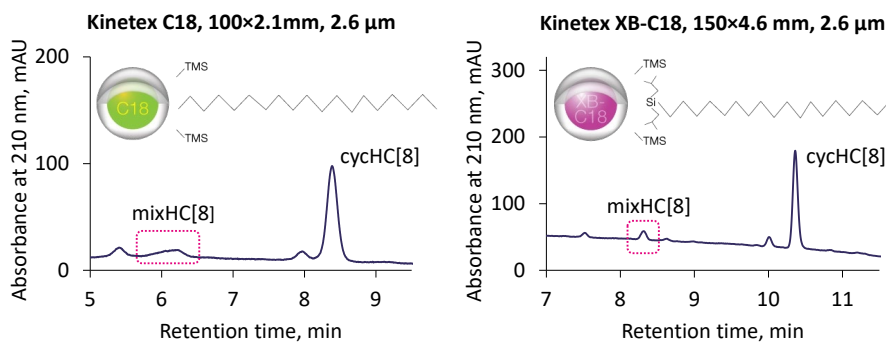 Kinetex C18, 100×2.1mm, 2.6 µm
Absorbance at 210 nm, mAU
200
100
0
TMS
C18
TMS
cycHC[8]
mixHC[8]
5 6 7 8 9
Retention time, min
Kinetex XB-C18, 150×4.6 mm, 2.6 µm
Absorbance at 210 nm, mAU
300
200
100
0
TMS
XB-
C18
Si
TMS
cycHC[8]
mixHC[8]
7 8 9 10 11
Retention time, min